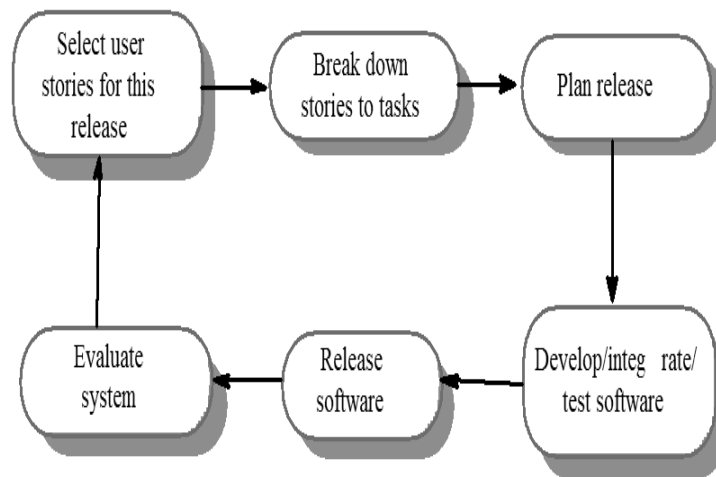 Select user
stories for this
release
Break down
stories to tasks
Plan release
Develop/integ rate/
test software
Release
software
Evaluate
system